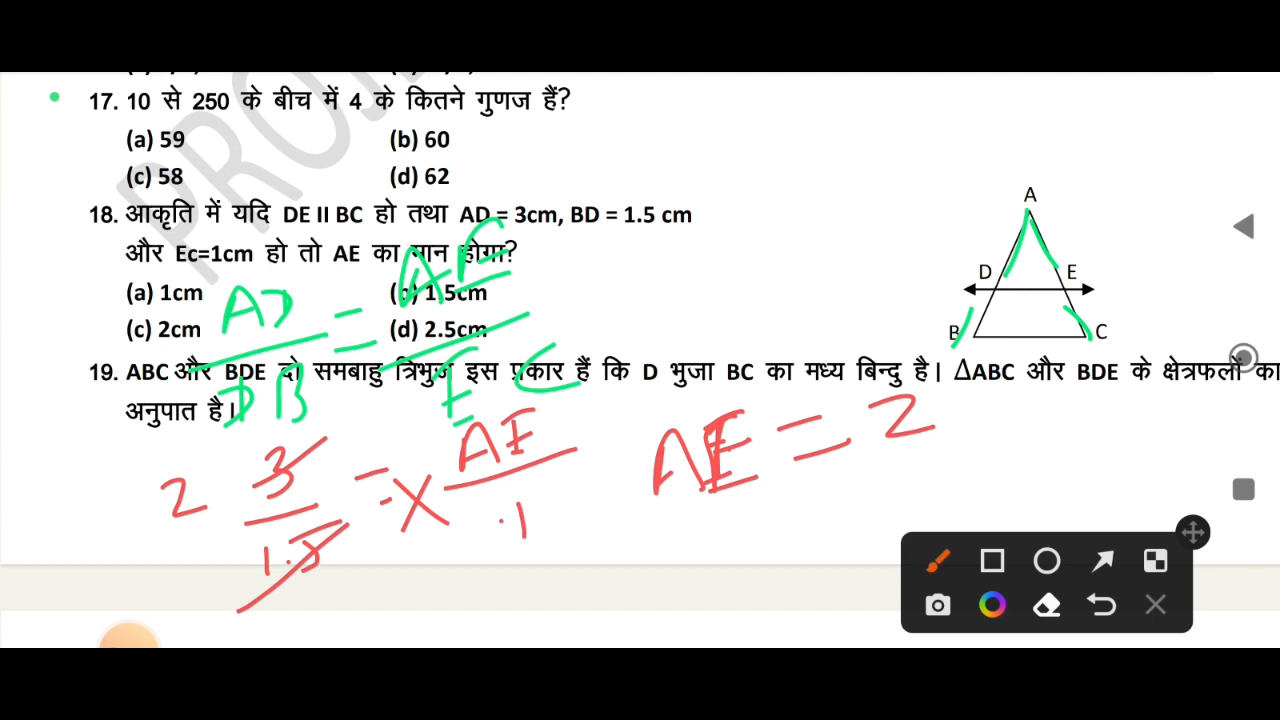 17. 10 से 250 के बीच में 4 के कितने गुणज हैं?
(a) 59 (b) 60
(c) 58 (d) 62
18. आकृति में यदि DE II BC हो तथा AD = 3cm, BD = 1.5 cm
और Ec=1cm हो तो AE का मान होगा?
(a) 1cm (b) 1.5cm
(c) 2cm (d) 2.5cm
A
D E
B C
AD = AE
DB EC
19. ABC और BDE दो समबाहु त्रिभुज इस प्रकार हैं कि D भुजा BC का मध्य बिन्दु है। ΔABC और BDE के क्षेत्रफलों का
अनुपात है।
2 3 = AE AE = 2
1.5 .1